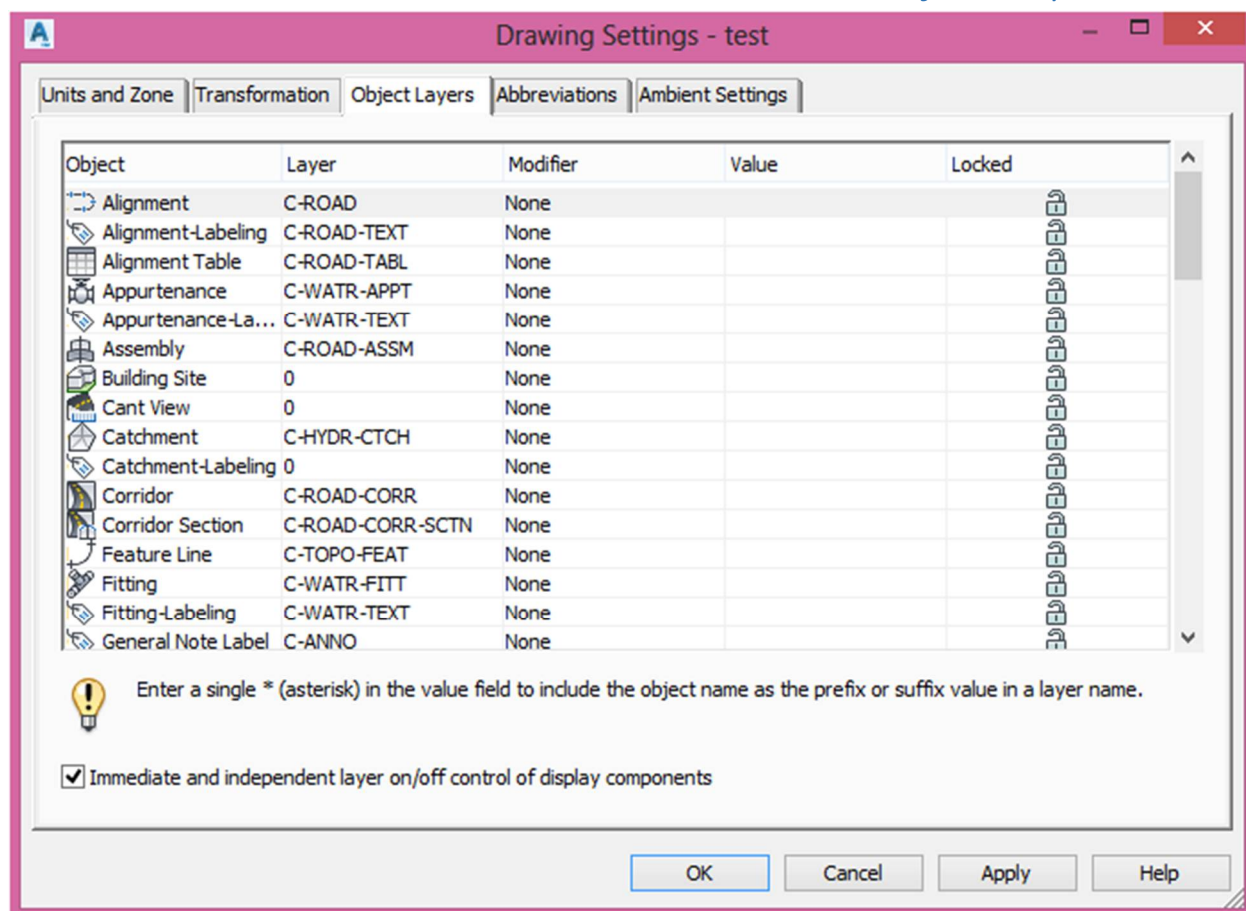 Drawing Settings - test
Units and Zone Transformation Object Layers Abbreviations Ambient Settings
Object Layer Modifier Value Locked
Alignment C-ROAD None
Alignment-Labeling C-ROAD-TEXT None
Alignment Table C-ROAD-TABL None
Appurtenance C-WATR-APPT None
Appurtenance-La... C-WATR-TEXT None
Assembly C-ROAD-ASSM None
Building Site 0 None
Cant View 0 None
Catchment C-HYDR-CTCH None
Catchment-Labeling 0 None
Corridor C-ROAD-CORR None
Corridor Section C-ROAD-CORR-SCTN None
Feature Line C-TOPO-FEAT None
Fitting C-WATR-FITT None
Fitting-Labeling C-WATR-TEXT None
General Note Label C-ANNO None
Enter a single * (asterisk) in the value field to include the object name as the prefix or suffix value in a layer name.
Immediate and independent layer on/off control of display components
OK Cancel Apply Help